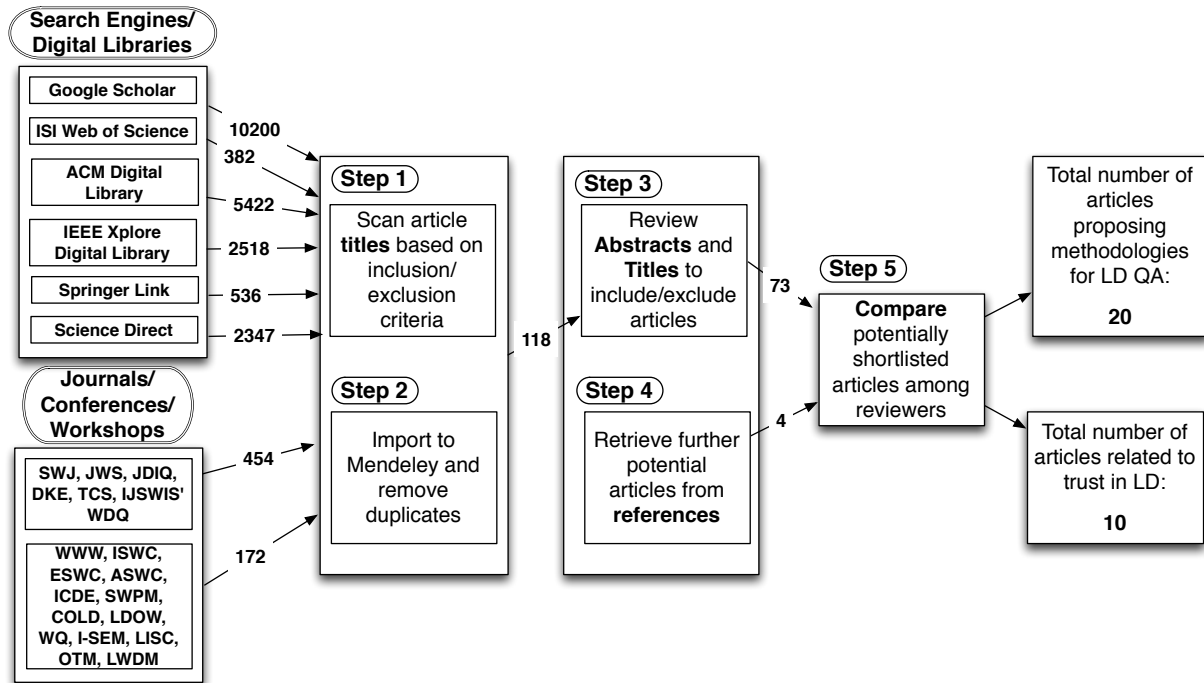 Search Engines/
Digital Libraries
Google Scholar
ISI Web of Science
ACM Digital
Library
IEEE Xplore
Digital Library
Springer Link
Science Direct
10200
382
5422
2518
536
2347
Journals/
Conferences/
Workshops
SWJ, JWS, JDIQ,
DKE, TCS, IJSWIS'
WDQ
WWW, ISWC,
ESWC, ASWC,
ICDE, SWPM,
COLD, LDOW,
WQ, I-SEM, LISC,
OTM, LWDM
454
172
Step 1
Scan article
titles based on
inclusion/
exclusion
criteria
Step 2
Import to
Mendeley and
remove
duplicates
118
Step 3
Review
Abstracts and
Titles to
include/exclude
articles
Step 4
Retrieve further
potential
articles from
references
73
4
Step 5
Compare
potentially
shortlisted
articles among
reviewers
Total number of
articles
proposing
methodologies
for LD QA:
20
Total number of
articles related to
trust in LD:
10